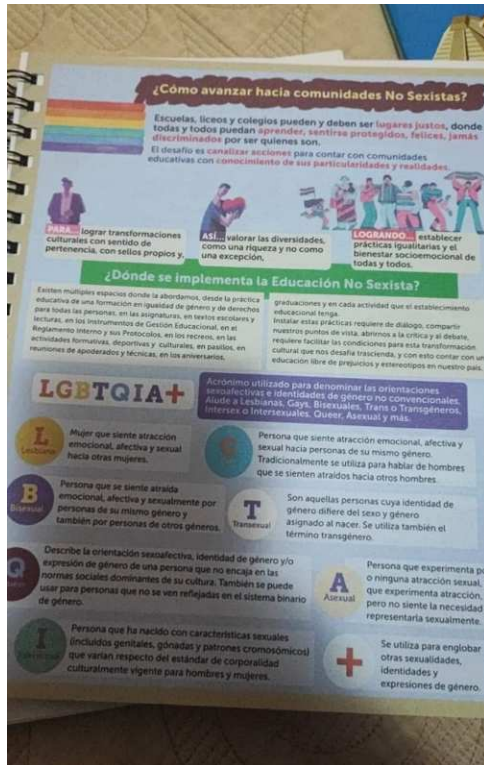 ¿Cómo avanzar hacia comunidades No Sexistas?
Escuelas, liceos y colegios pueden y deben ser lugares justos, donde
todas y todos puedan aprender, sentirse protegidos, felices, jamás
discriminados por ser quienes son.
El desafío es canalizar acciones para contar con comunidades
educativas con conocimiento de sus particularidades y realidades.
PARA... lograr transformaciones
culturales con sentido de
pertenencia, con sellos propios y,
ASÍ... valorar las diversidades,
como una riqueza y no como
una excepción,
LOGRANDO... establecer
prácticas igualitarias y el
bienestar socioemocional de
todas y todos.
¿Dónde se implementa la Educación No Sexista?
Existen múltiples especios donde la abordamos, desde la práctica
educativa de una formación en igualdad de género y de derechos
para todas las personas, en las asignaturas, en textos escolares y
lecturas, en los instrumentos de Gestión Educacional, en el
Reglamento Interno y sus Protocolos, en los recreos, en las
actividades formativas, deportivas y culturales, en pasillos, en
reuniones de apoderados y técnicas, en los aniversarios,
graduaciones y en cada actividad que el establecimiento
educacional tenga.
Instalar estas prácticas requiere de diálogo, compartir
nuestros puntos de vista, abrirnos a la crítica y al debate,
requiere facilitar las condiciones para esta transformación
cultural que nos desafía trascienda, y con esto contar con un
educación libre de prejuicios y estereotipos en nuestro país.
LGBTQIA+
Acrónimo utilizado para denominar las orientaciones
sexoafectivas e identidades de género no convencionales.
Alude a Lesbianas, Gays, Bisexuales, Trans o Transgéneros,
Intersex o Intersexuales, Queer, Asexual y más.
L
Lesbiana
Mujer que siente atracción
emocional, afectiva y sexual
hacia otras mujeres.
Persona que siente atracción emocional, afectiva y
sexual hacia personas de su mismo género.
Tradicionalmente se utiliza para hablar de hombres
que se sienten atraídos hacia otros hombres.
B
Bisexual
Persona que se siente atraída
emocional, afectiva y sexualmente por
personas de su mismo género y
también por personas de otros géneros.
T
Transexual
Son aquellas personas cuya identidad de
género difiere del sexo y género
asignado al nacer. Se utiliza también el
término transgénero.
Q
Describe la orientación sexoafectiva, identidad de género y/o
expresión de género de una persona que no encaja en las
normas sociales dominantes de su cultura. También se puede
usar para personas que no se ven reflejadas en el sistema binario
de género.
A
Asexual
Persona que experimenta
o ninguna atracción sexual,
que experimenta atracción,
pero no siente la necesidad
representarla sexualmente.
I
Persona que ha nacido con características sexuales
(incluidos genitales, gónadas y patrones cromosómicos)
que varían respecto del estándar de corporalidad
culturalmente vigente para hombres y mujeres.
+
Se utiliza para englobar
otras sexualidades,
identidades y
expresiones de género.